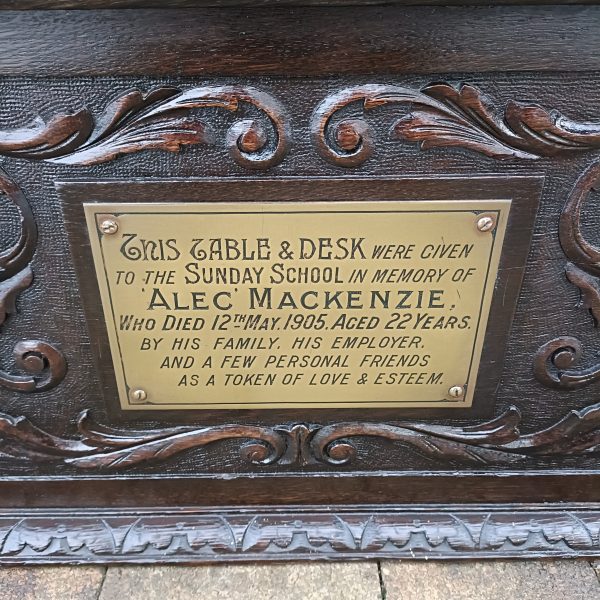 THIS TABLE & DESK WERE GIVEN
TO THE SUNDAY SCHOOL IN MEMORY OF
'ALEC' MACKENZIE,
WHO DIED 12TH MAY, 1905, AGED 22 YEARS,
BY HIS FAMILY, HIS EMPLOYER,
AND A FEW PERSONAL FRIENDS
AS A TOKEN OF LOVE & ESTEEM.